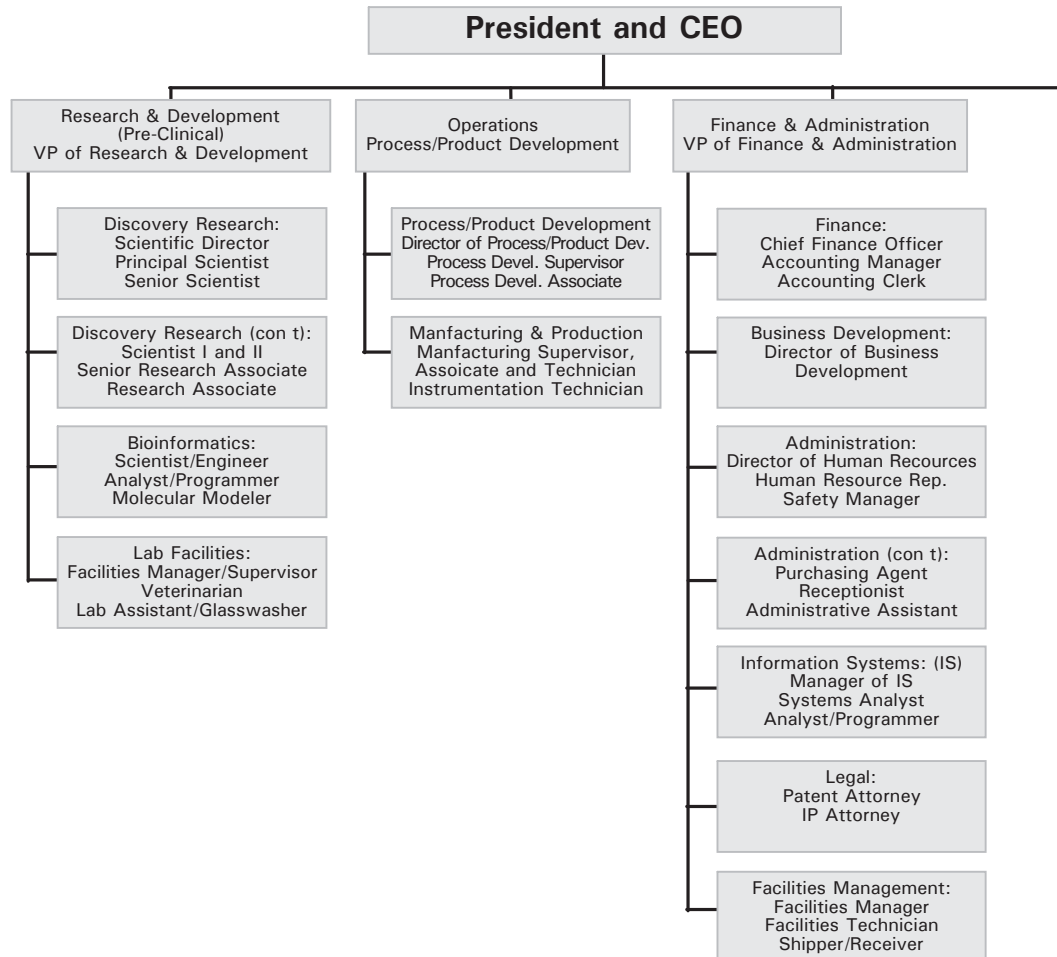 President and CEO
Research & Development
(Pre-Clinical)
VP of Research & Development
Discovery Research:
Scientific Director
Principal Scientist
Senior Scientist
Discovery Research (con t):
Scientist I and II
Senior Research Associate
Research Associate
Bioinformatics:
Scientist/Engineer
Analyst/Programmer
Molecular Modeler
Lab Facilities:
Facilities Manager/Supervisor
Veterinarian
Lab Assistant/Glasswasher
Operations
Process/Product Development
Process/Product Development
Director of Process/Product Dev.
Process Devel. Supervisor
Process Devel. Associate
Manfacturing & Production
Manfacturing Supervisor,
Assoicate and Technician
Instrumentation Technician
Finance & Administration
VP of Finance & Administration
Finance:
Chief Finance Officer
Accounting Manager
Accounting Clerk
Business Development:
Director of Business
Development
Administration:
Director of Human Recources
Human Resource Rep.
Safety Manager
Administration (con t):
Purchasing Agent
Receptionist
Administrative Assistant
Information Systems: (IS)
Manager of IS
Systems Analyst
Analyst/Programmer
Legal:
Patent Attorney
IP Attorney
Facilities Management:
Facilities Manager
Facilities Technician
Shipper/Receiver